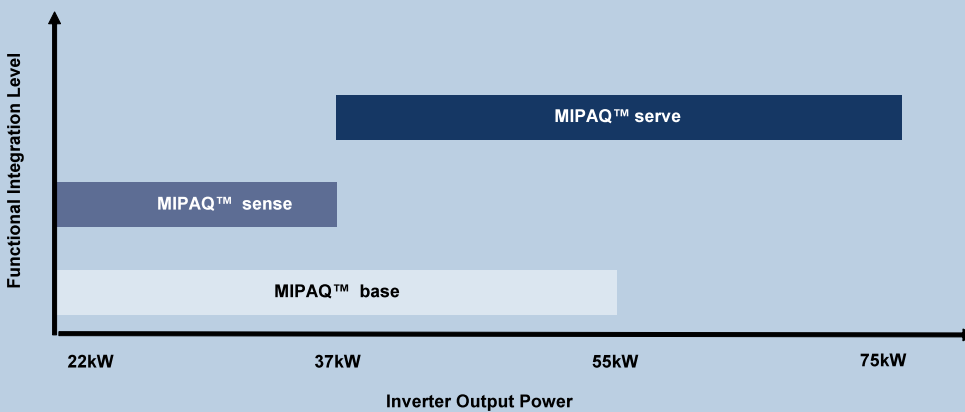 Functional Integration Level
MIPAQ™ serve
MIPAQ™ sense
MIPAQ™ base
22kW 37kW 55kW 75kW
Inverter Output Power